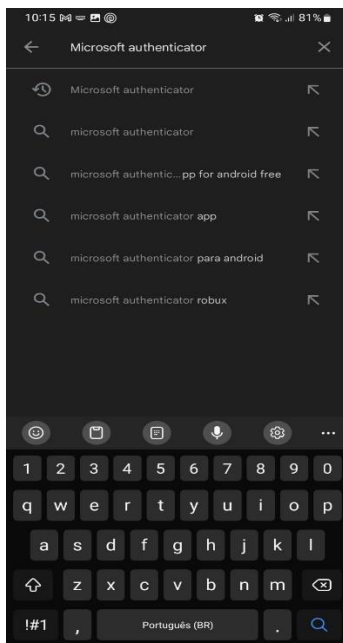 10:15 81%
Microsoft authenticator
Microsoft authenticator
microsoft authenticator
microsoft authentic...pp for android free
microsoft authenticator app
microsoft authenticator para android
microsoft authenticator robux
1 2 3 4 5 6 7 8 9 0
q w e r t y u i o p
a s d f g h j k l
z x c v b n m
!#1 , Português (BR) .